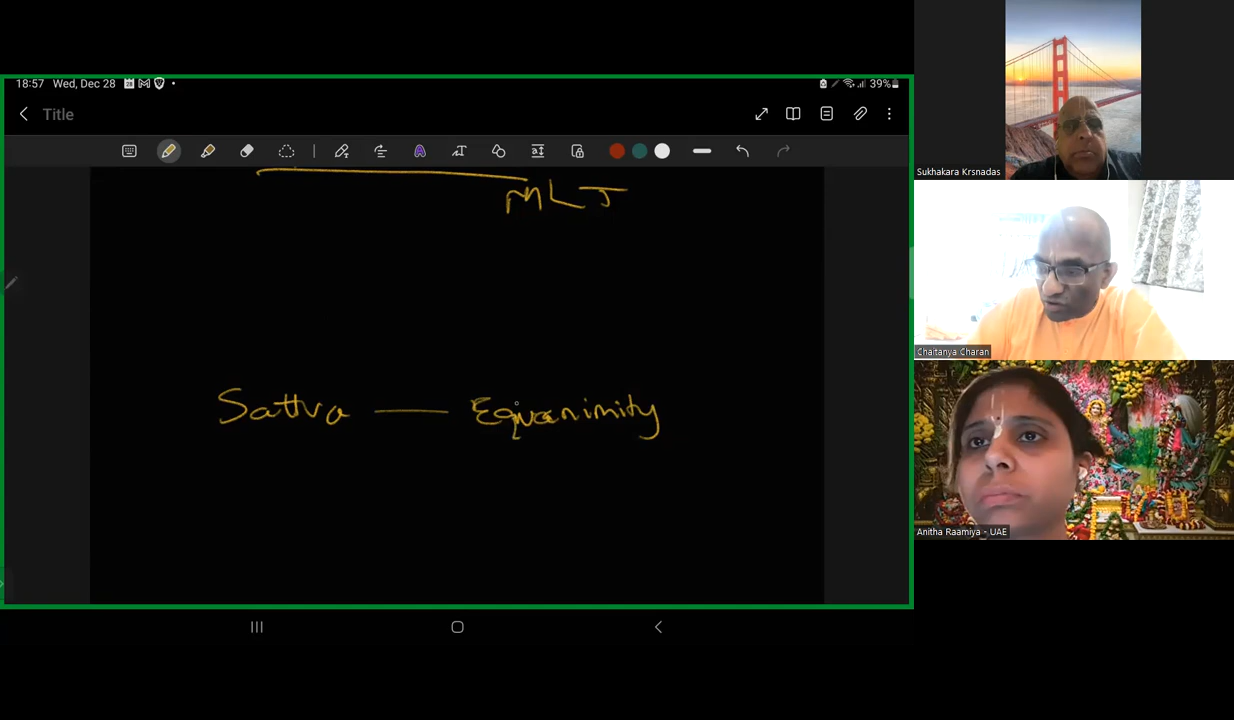 18:57 Wed, Dec 28
39%
Title
MLJ
Sattva — Equanimity
Sukhakara Krsnadas
Chaitanya Charan
Anitha Raamiya - UAE